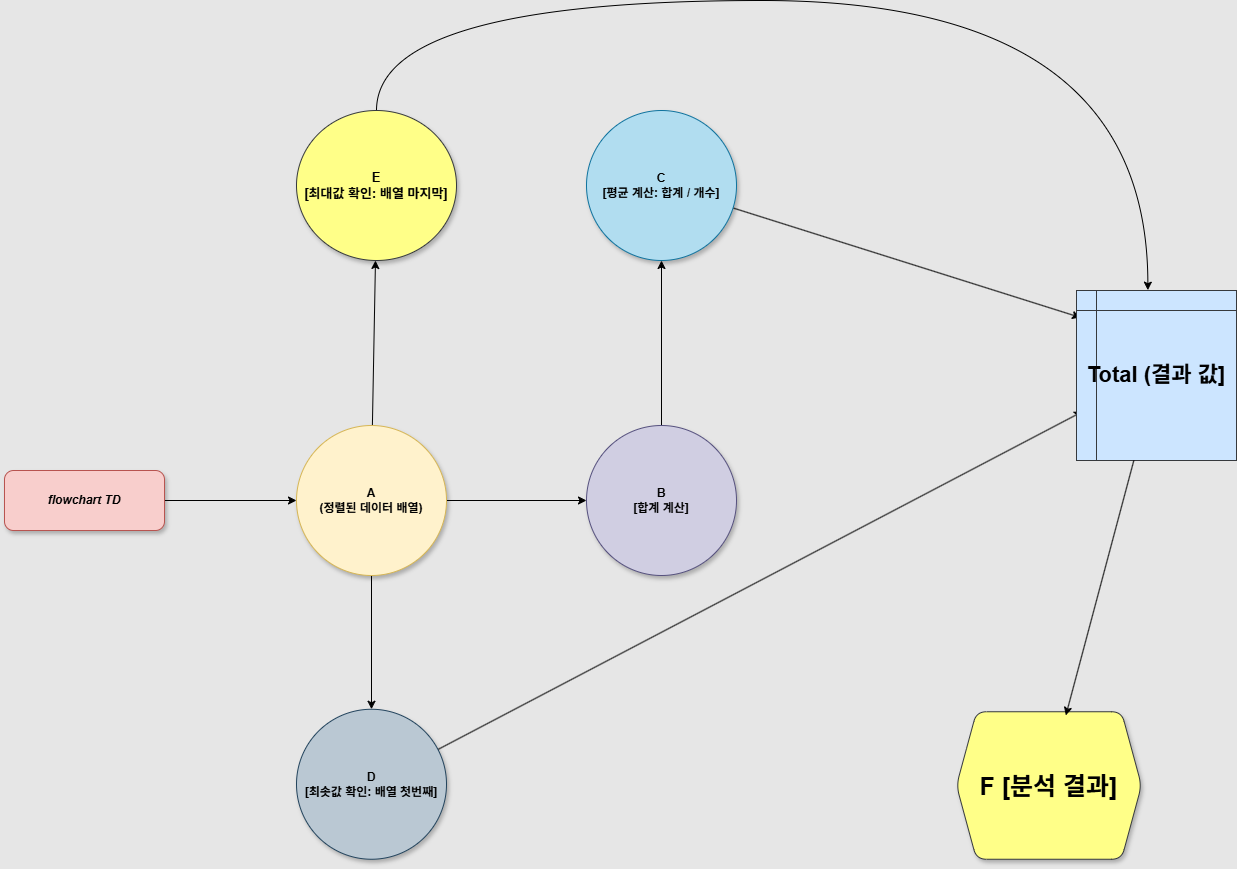 E
[최대값 확인: 배열 마지막]
C
[평균 계산: 합계 / 개수]
Total (결과 값]
flowchart TD
A
(정렬된 데이터 배열)
B
[합계 계산]
D
[최솟값 확인: 배열 첫번째]
F [분석 결과]